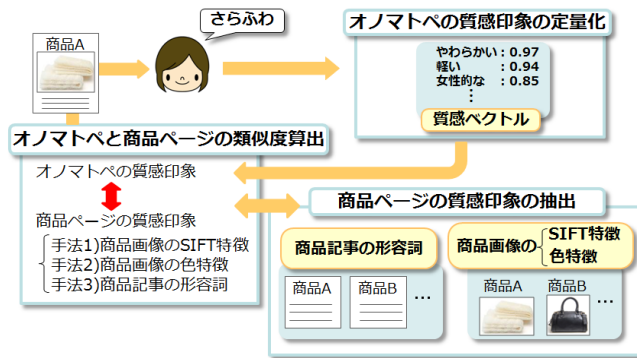 商品A
さらふわ
オノマトペの質感印象の定量化
やわらかい：0.97
軽い：0.94
女性的な：0.85
⋮
質感ベクトル
オノマトペと商品ページの類似度算出
オノマトペの質感印象
商品ページの質感印象
手法1)商品画像のSIFT特徴
手法2)商品画像の色特徴
手法3)商品記事の形容詞
商品ページの質感印象の抽出
商品記事の形容詞
商品A
商品B
…
商品画像の
SIFT特徴
色特徴
商品A
商品B
…